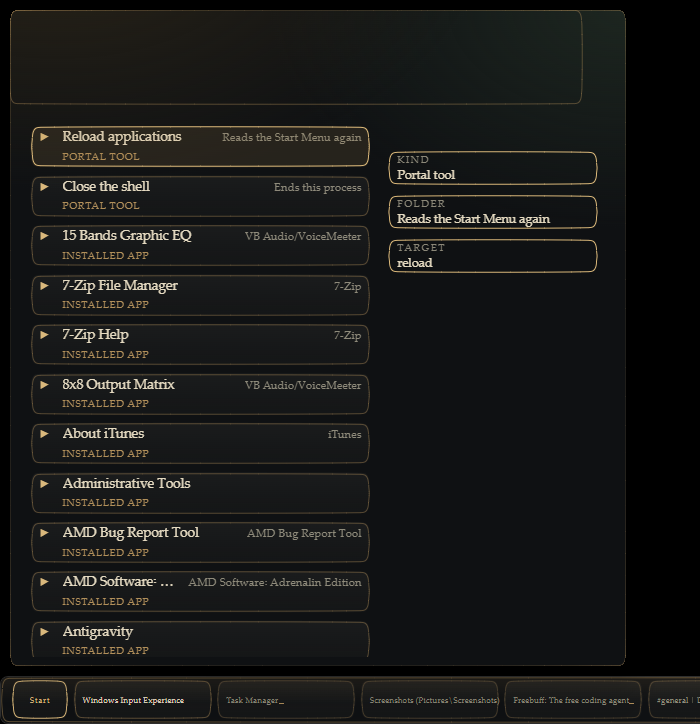 Reload applications Reads the Start Menu again
PORTAL TOOL
Close the shell Ends this process
PORTAL TOOL
15 Bands Graphic EQ VB Audio/VoiceMeeter
INSTALLED APP
7-Zip File Manager 7-Zip
INSTALLED APP
7-Zip Help 7-Zip
INSTALLED APP
8x8 Output Matrix VB Audio/VoiceMeeter
INSTALLED APP
About iTunes iTunes
INSTALLED APP
Administrative Tools
INSTALLED APP
AMD Bug Report Tool AMD Bug Report Tool
INSTALLED APP
AMD Software: ... AMD Software: Adrenalin Edition
INSTALLED APP
Antigravity
INSTALLED APP
KIND
Portal tool
FOLDER
Reads the Start Menu again
TARGET
reload
Start Windows Input Experience Task Manager_ Screenshots (Pictures\Screenshots) Freebuff: The free coding agent_ #general |